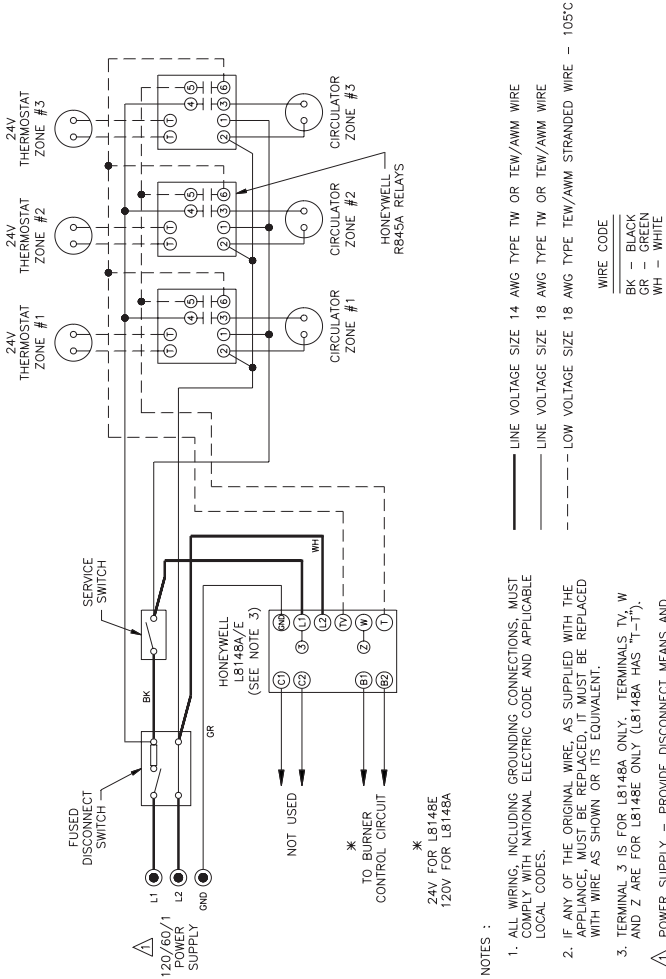 24V
THERMOSTAT
ZONE #1
24V
THERMOSTAT
ZONE #2
24V
THERMOSTAT
ZONE #3
T
T
4
5
3
6
2
1
T
T
4
5
3
6
2
1
T
T
4
5
3
6
2
1
CIRCULATOR
ZONE #1
CIRCULATOR
ZONE #2
CIRCULATOR
ZONE #3
HONEYWELL
R845A RELAYS
SERVICE
SWITCH
FUSED
DISCONNECT
SWITCH
BK
GR
WH
1
120/60/1
POWER
SUPPLY
L1
L2
GND
HONEYWELL
L8148A/E
(SEE NOTE 3)
C1
GND
C2
3
L1
L2
TV
B1
Z
W
B2
T
NOT USED
*
TO BURNER
CONTROL CIRCUIT
*
24V FOR L8148E
120V FOR L8148A
NOTES :
1. ALL WIRING, INCLUDING GROUNDING CONNECTIONS, MUST
COMPLY WITH NATIONAL ELECTRIC CODE AND APPLICABLE
LOCAL CODES.
2. IF ANY OF THE ORIGINAL WIRE, AS SUPPLIED WITH THE
APPLIANCE, MUST BE REPLACED, IT MUST BE REPLACED
WITH WIRE AS SHOWN OR ITS EQUIVALENT.
3. TERMINAL 3 IS FOR L8148A ONLY. TERMINALS TV, W
AND Z ARE FOR L8148E ONLY (L8148A HAS "T-T").
1 POWER SUPPLY - PROVIDE DISCONNECT MEANS AND
LINE VOLTAGE SIZE 14 AWG TYPE TW OR TEW/AWM WIRE
LINE VOLTAGE SIZE 18 AWG TYPE TW OR TEW/AWM WIRE
LOW VOLTAGE SIZE 18 AWG TYPE TEW/AWM STRANDED WIRE - 105°C
WIRE CODE
BK - BLACK
GR - GREEN
WH - WHITE